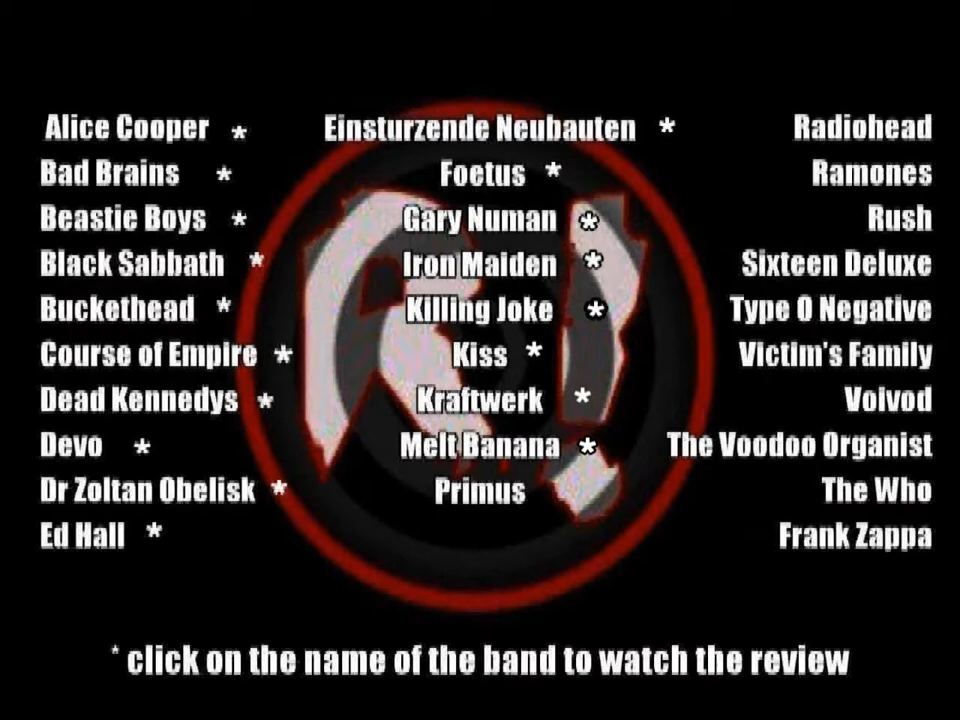 Alice Cooper *
Bad Brains *
Beastie Boys *
Black Sabbath *
Buckethead *
Course of Empire *
Dead Kennedys *
Devo *
Dr Zoltan Obelisk *
Ed Hall *
Einsturzende Neubauten *
Foetus *
Gary Numan *
Iron Maiden *
Killing Joke *
Kiss *
Kraftwerk *
Melt Banana *
Primus
Radiohead
Ramones
Rush
Sixteen Deluxe
Type O Negative
Victim's Family
Voivod
The Voodoo Organist
The Who
Frank Zappa
R!
* click on the name of the band to watch the review